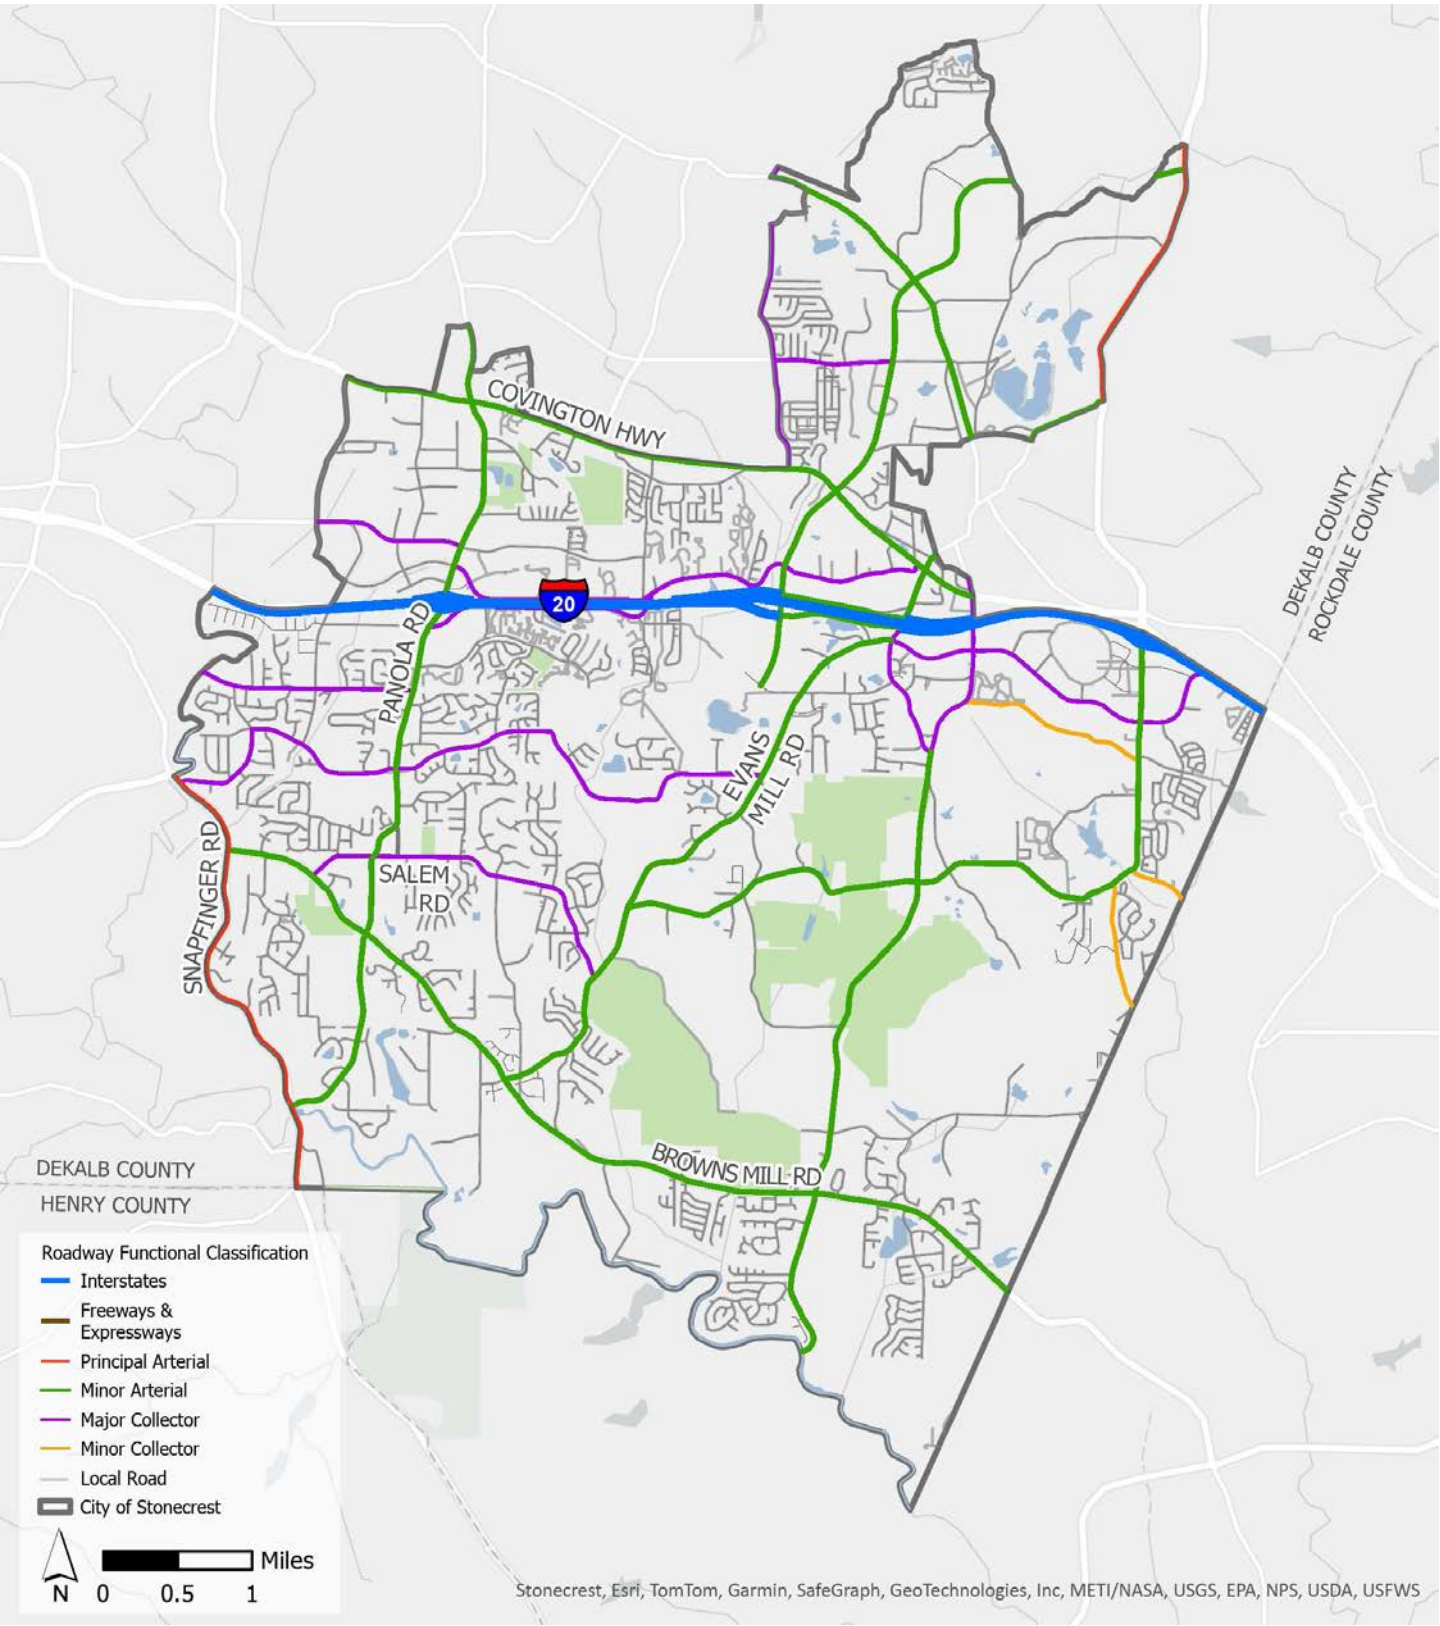 COVINGTON HWY
DEKALB COUNTY
ROCKDALE COUNTY
20
PANOLA RD
EVANS
MILL RD
SNAPFINGER RD
SALEM
RD
BROWNS MILL RD
DEKALB COUNTY
HENRY COUNTY
Roadway Functional Classification
Interstates
Freeways &
Expressways
Principal Arterial
Minor Arterial
Major Collector
Minor Collector
Local Road
City of Stonecrest
Miles
N
0 0.5 1
Stonecrest, Esri, TomTom, Garmin, SafeGraph, GeoTechnologies, Inc, METI/NASA, USGS, EPA, NPS, USDA, USFWS